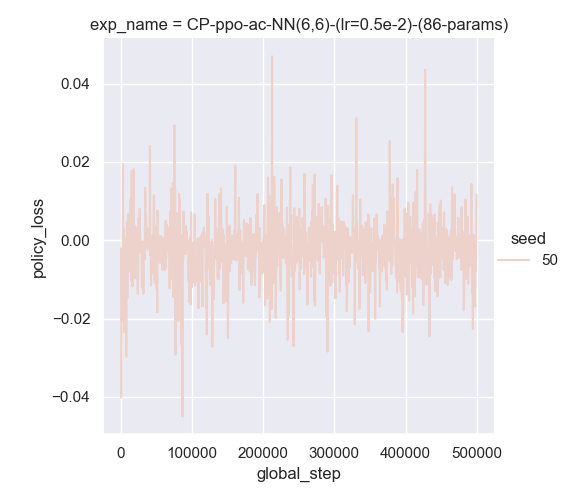 exp_name = CP-ppo-ac-NN(6,6)-(lr=0.5e-2)-(86-params)
0.04
0.02
0.00
−0.02
−0.04
policy_loss
seed
50
0 100000 200000 300000 400000 500000
global_step